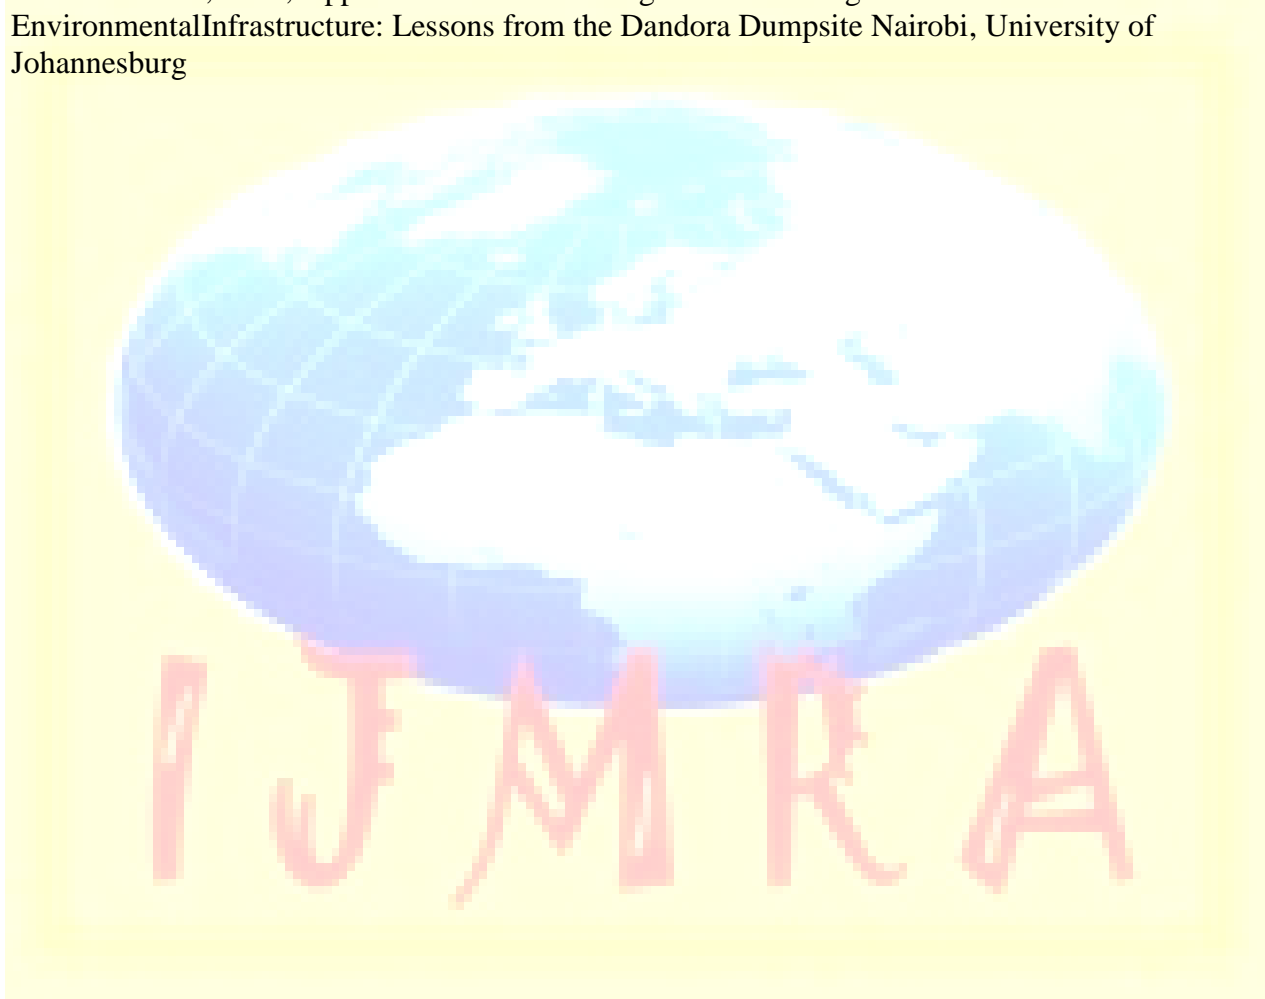 EnvironmentalInfrastructure: Lessons from the Dandora Dumpsite Nairobi, University of
Johannesburg
IJMRA